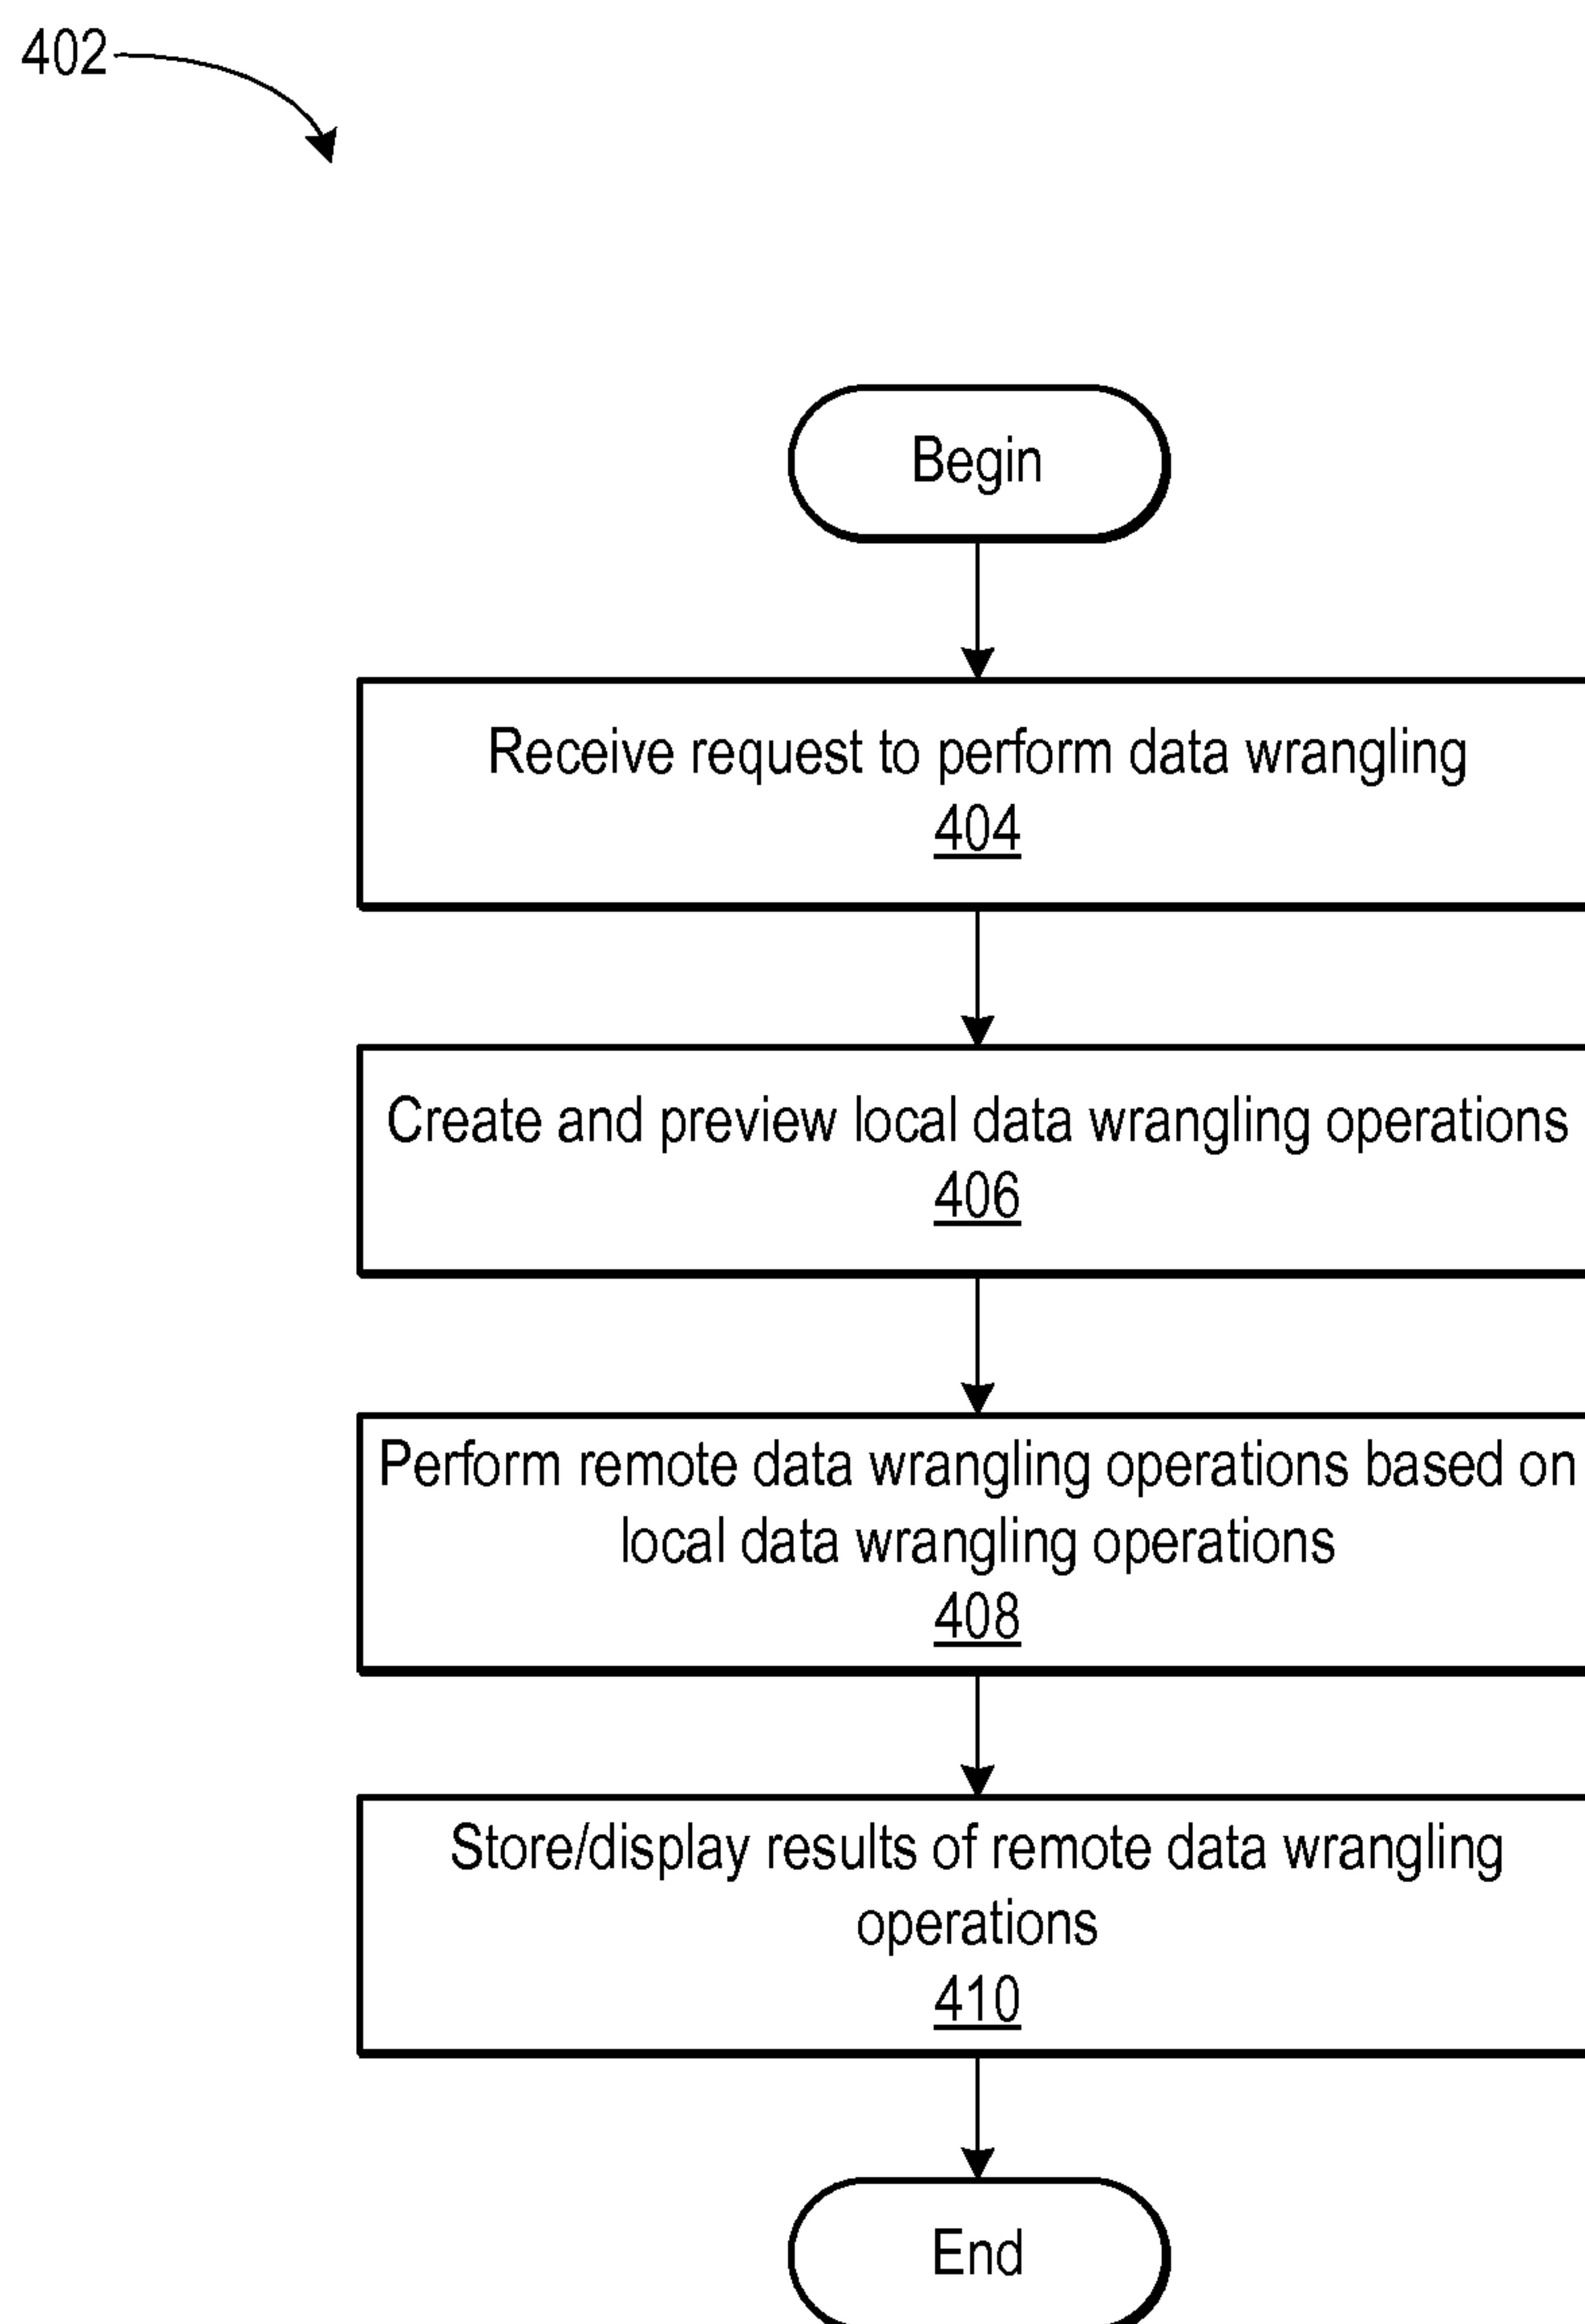 402
Begin
Receive request to perform data wrangling
404
Create and preview local data wrangling operations
406
Perform remote data wrangling operations based on
local data wrangling operations
408
Store/display results of remote data wrangling
operations
410
End